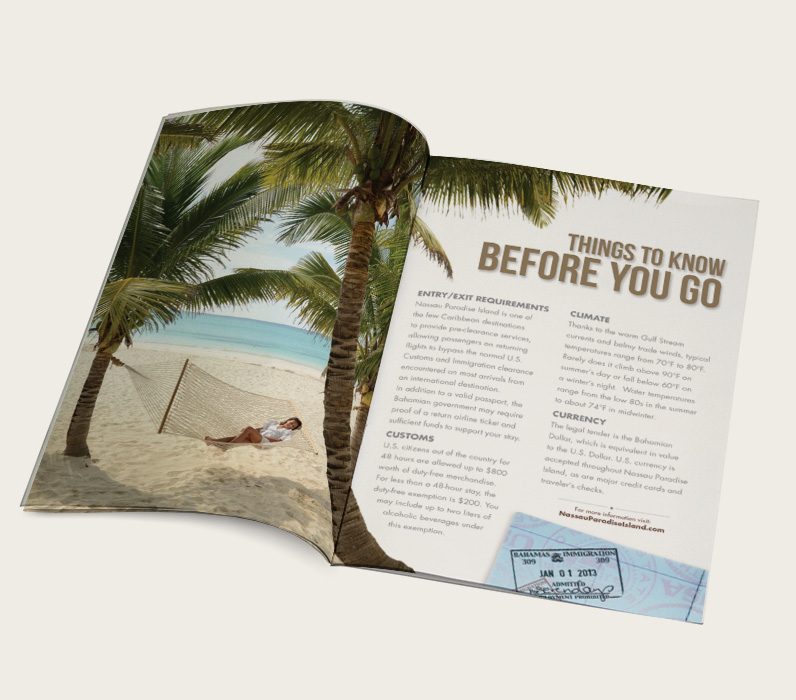 THINGS TO KNOW
BEFORE YOU GO
ENTRY/EXIT REQUIREMENTS
Nassau Paradise Island is one of
the few Caribbean destinations
to provide pre-clearance services,
allowing passengers on returning
flights to bypass the normal U.S.
Customs and Immigration clearance
encountered on most arrivals from
an international destination.
In addition to a valid passport, the
Bahamian government may require
proof of a return airline ticket and
sufficient funds to support your stay.
CUSTOMS
U.S. citizens out of the country for
48 hours are allowed up to $800
worth of duty-free merchandise.
For less than a 48-hour stay, the
duty-free exemption is $200. You
may include up to two liters of
alcoholic beverages under
this exemption.
CLIMATE
Thanks to the warm Gulf Stream
currents and balmy trade winds, typical
temperatures range from 70°F to 80°F.
Rarely does it climb above 90°F on
summer's day or fall below 60°F on
a winter's night. Water temperatures
range from the low 80s in the summer
to about 74°F in midwinter.
CURRENCY
The legal tender is the Bahamian
Dollar, which is equivalent in value
to the U.S. Dollar. U.S. currency is
accepted throughout Nassau Paradise
Island, as are major credit cards and
traveler's checks.
For more information visit:
NassauParadiseIsland.com
BAHAMAS IMMIGRATION
309 309
JAN 0 1 2013
ADMITTED